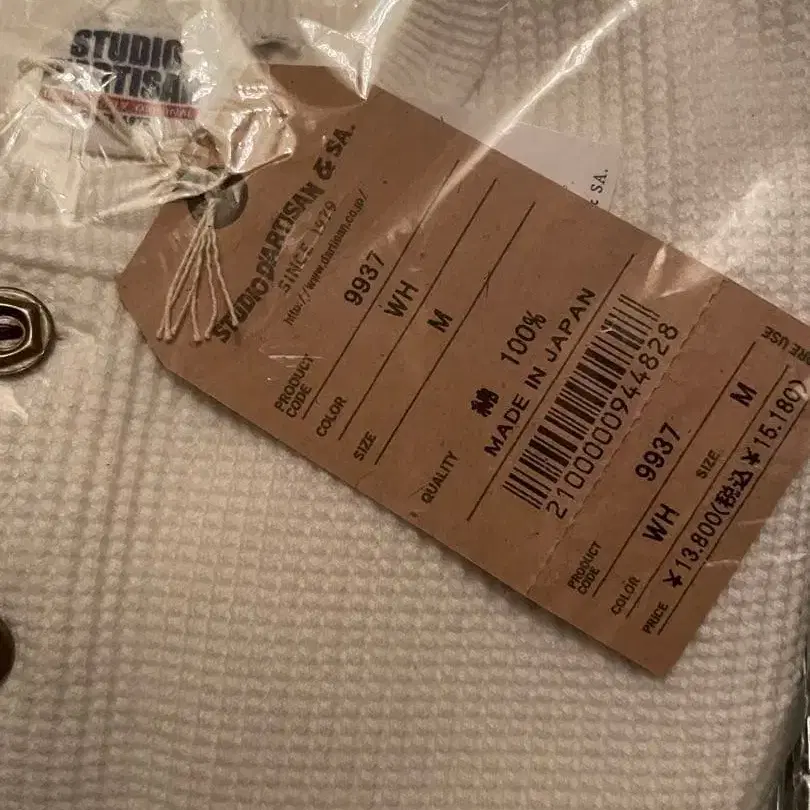 STUDIO
D'ARTISAN
STUDIO D'ARTISAN & SA.
SINCE 1979
http://www.dartisan.co.jp/
PRODUCT CODE 9937
COLOR WH
SIZE M
QUALITY 綿 100%
MADE IN JAPAN
2100000944828
PRODUCT CODE 9937
COLOR WH SIZE M
PRICE ¥13.800(税込¥15.180)
& SA.